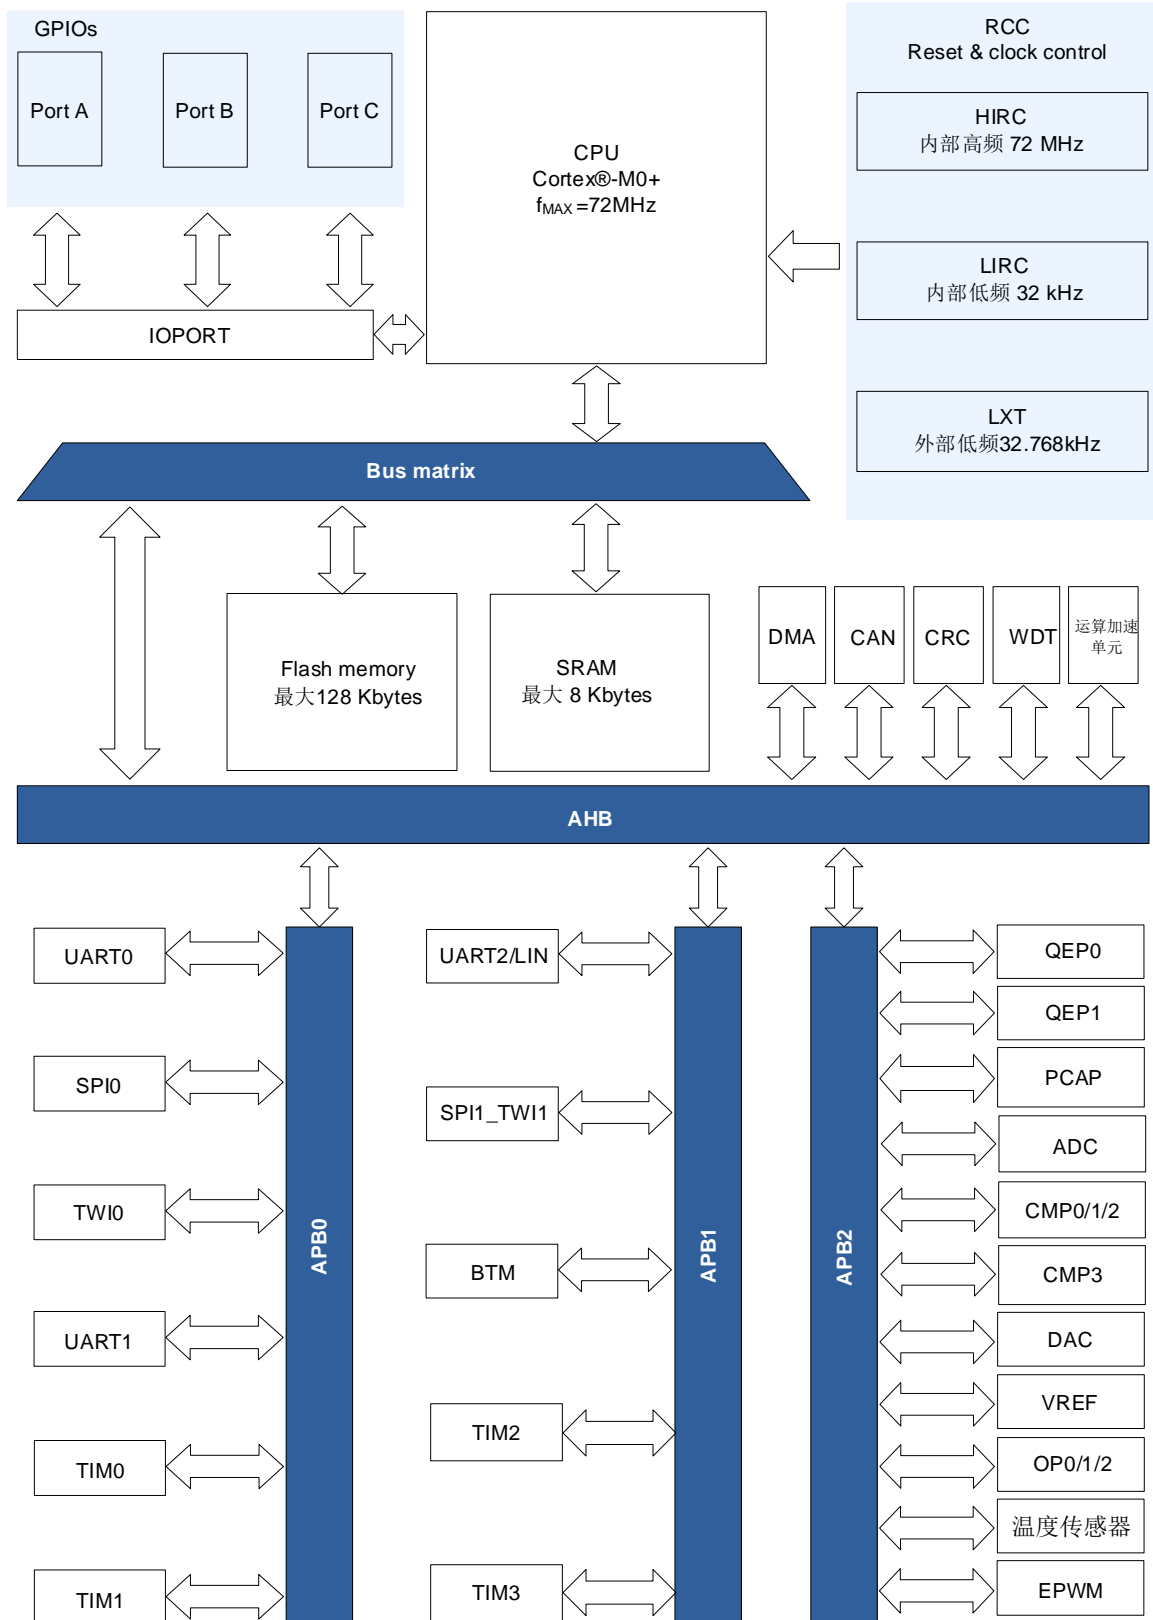 GPIOs
Port A
Port B
Port C
IOPORT
CPU
Cortex®-M0+
fMAX =72MHz
RCC
Reset & clock control
HIRC
内部高频 72 MHz
LIRC
内部低频 32 kHz
LXT
外部低频32.768kHz
Bus matrix
Flash memory
最大128 Kbytes
SRAM
最大 8 Kbytes
DMA
CAN
CRC
WDT
运算加速
单元
AHB
APB0
UART0
SPI0
TWI0
UART1
TIM0
TIM1
APB1
UART2/LIN
SPI1_TWI1
BTM
TIM2
TIM3
APB2
QEP0
QEP1
PCAP
ADC
CMP0/1/2
CMP3
DAC
VREF
OP0/1/2
温度传感器
EPWM